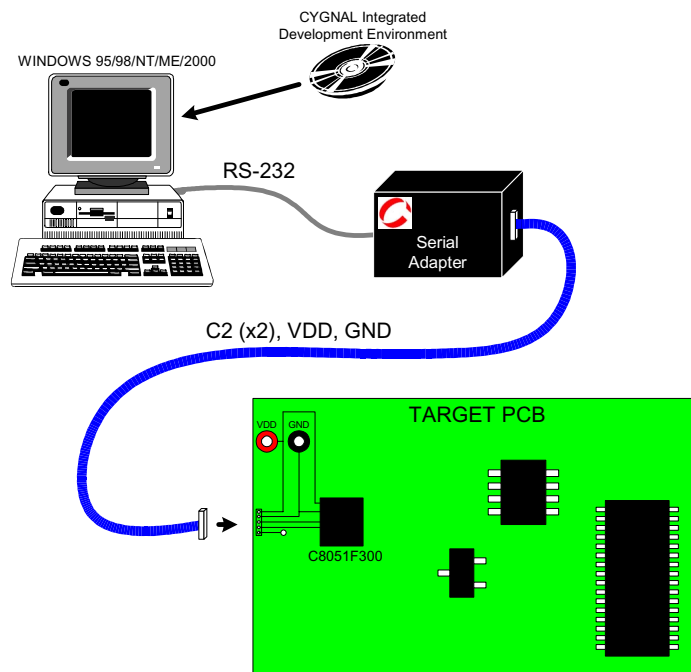 CYGNAL Integrated
Development Environment
WINDOWS 95/98/NT/ME/2000
RS-232
Serial
Adapter
C2 (x2), VDD, GND
TARGET PCB
VDD
GND
C8051F300